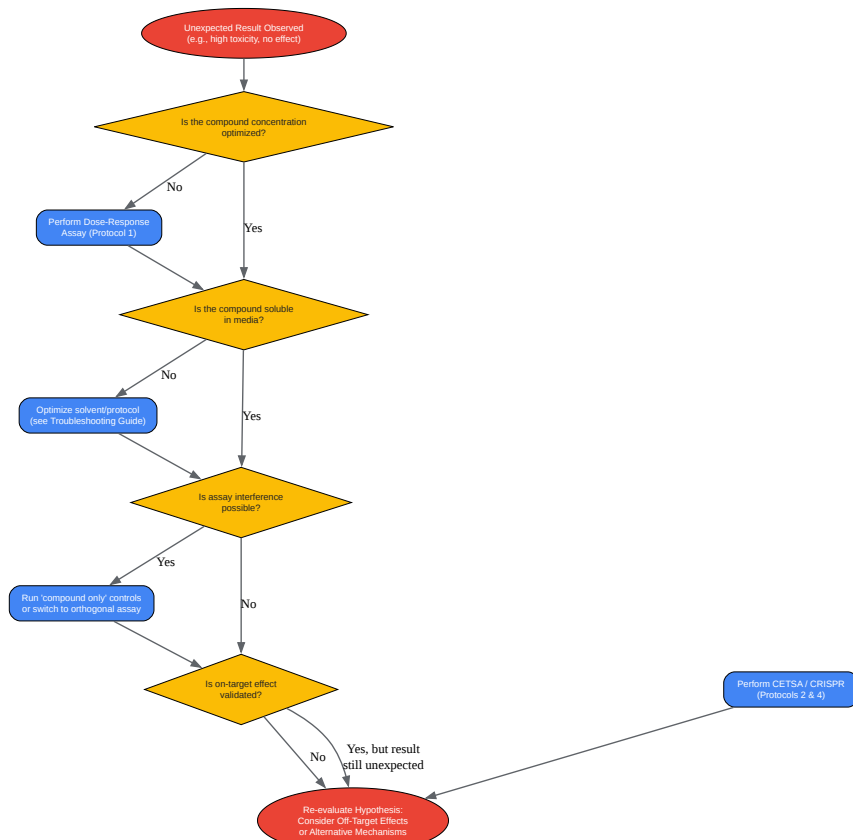 Unexpected Result Observed
(e.g., high toxicity, no effect)
Is the compound concentration
optimized?
No
Yes
Perform Dose-Response
Assay (Protocol 1)
Is the compound soluble
in media?
No
Yes
Optimize solvent/protocol
(see Troubleshooting Guide)
Is assay interference
possible?
Yes
No
Run 'compound only' controls
or switch to orthogonal assay
Is on-target effect
validated?
Perform CETSA / CRISPR
(Protocols 2 & 4)
No
Yes, but result
still unexpected
Re-evaluate Hypothesis:
Consider Off-Target Effects
or Alternative Mechanisms